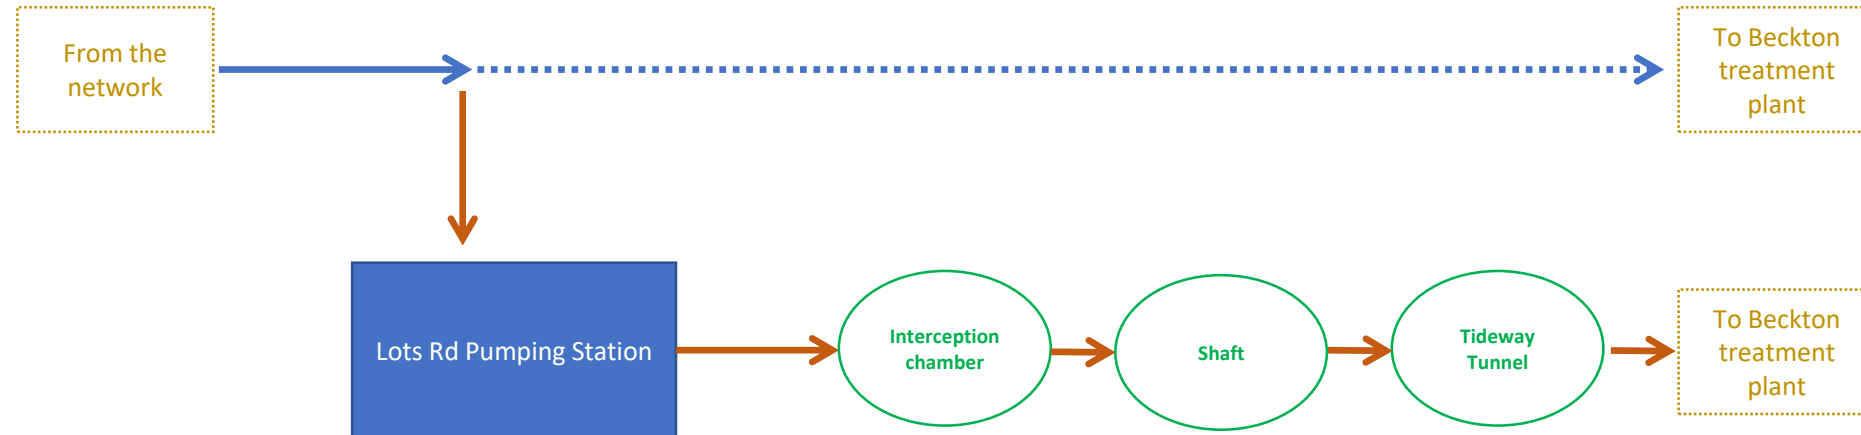 From the
network
To Beckton
treatment
plant
Lots Rd Pumping Station
Interception
chamber
Shaft
Tideway
Tunnel
To Beckton
treatment
plant